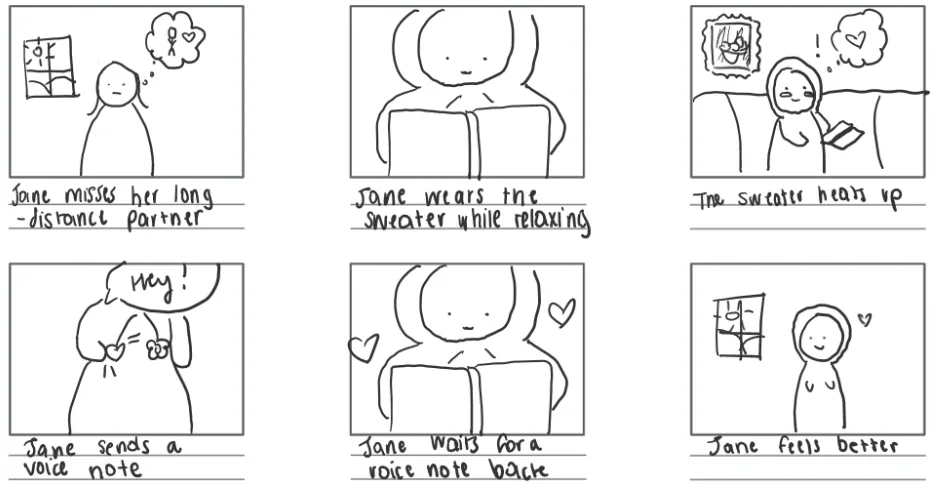 Jane misses her long
-distance partner
Jane wears the
sweater while relaxing
!
The sweater heats up
Hey!
Jane sends a
voice note
Jane waits for a
voice note back
Jane feels better